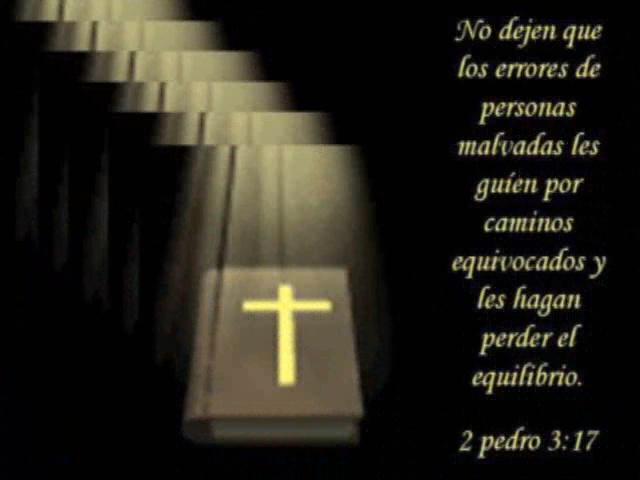 No dejen que
los errores de
personas
malvadas les
guíen por
caminos
equivocados y
les hagan
perder el
equilibrio.
2 pedro 3:17